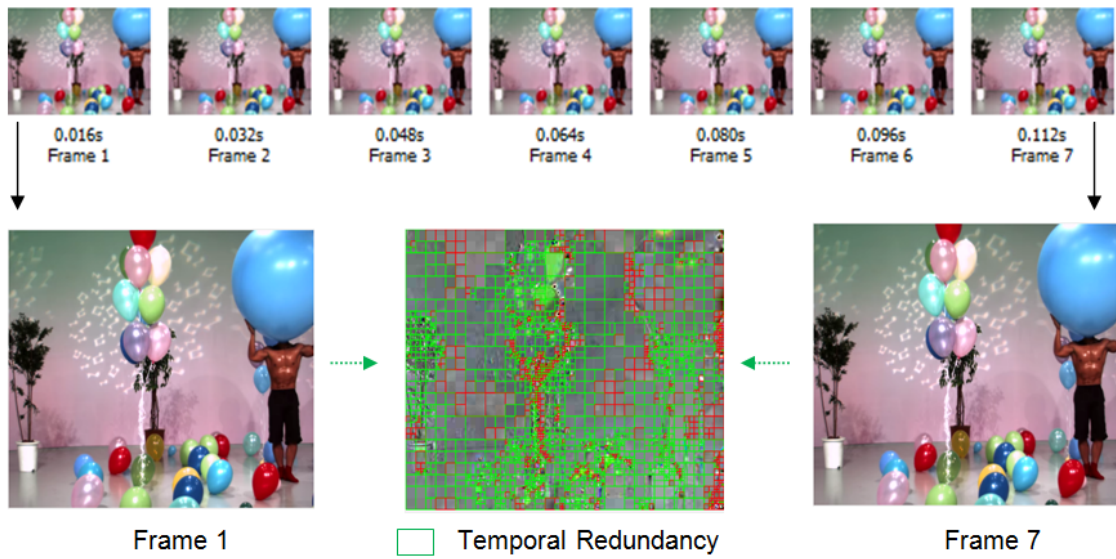 0.016s
Frame 1
0.032s
Frame 2
0.048s
Frame 3
0.064s
Frame 4
0.080s
Frame 5
0.096s
Frame 6
0.112s
Frame 7
Frame 1
Temporal Redundancy
Frame 7